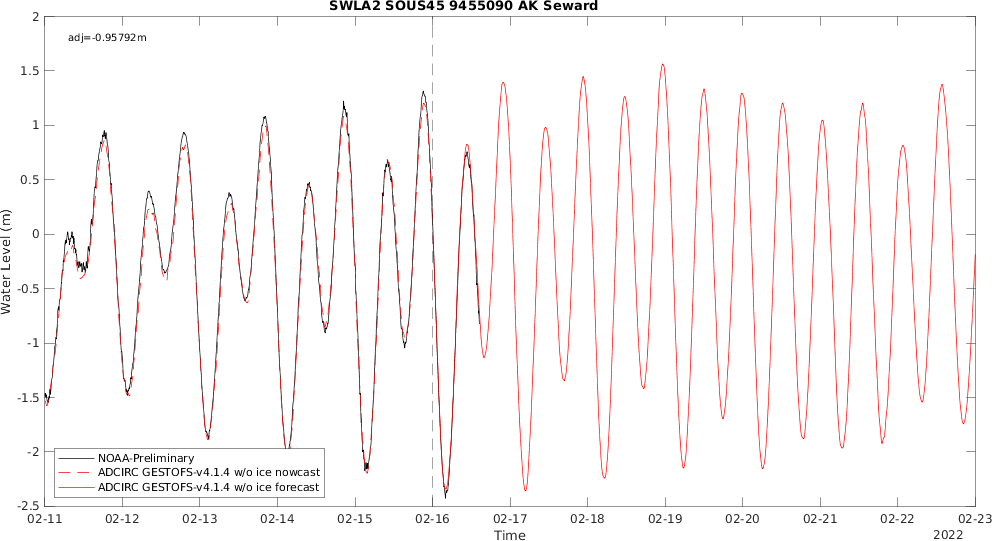 SWLA2 SOUS45 9455090 AK Seward
adj=-0.95792m
2
1.5
1
0.5
0
-0.5
-1
-1.5
-2
-2.5
Water Level (m)
NOAA-Preliminary
ADCIRC GESTOFS-v4.1.4 w/o ice nowcast
ADCIRC GESTOFS-v4.1.4 w/o ice forecast
02-11 02-12 02-13 02-14 02-15 02-16 02-17 02-18 02-19 02-20 02-21 02-22 02-23
Time
2022